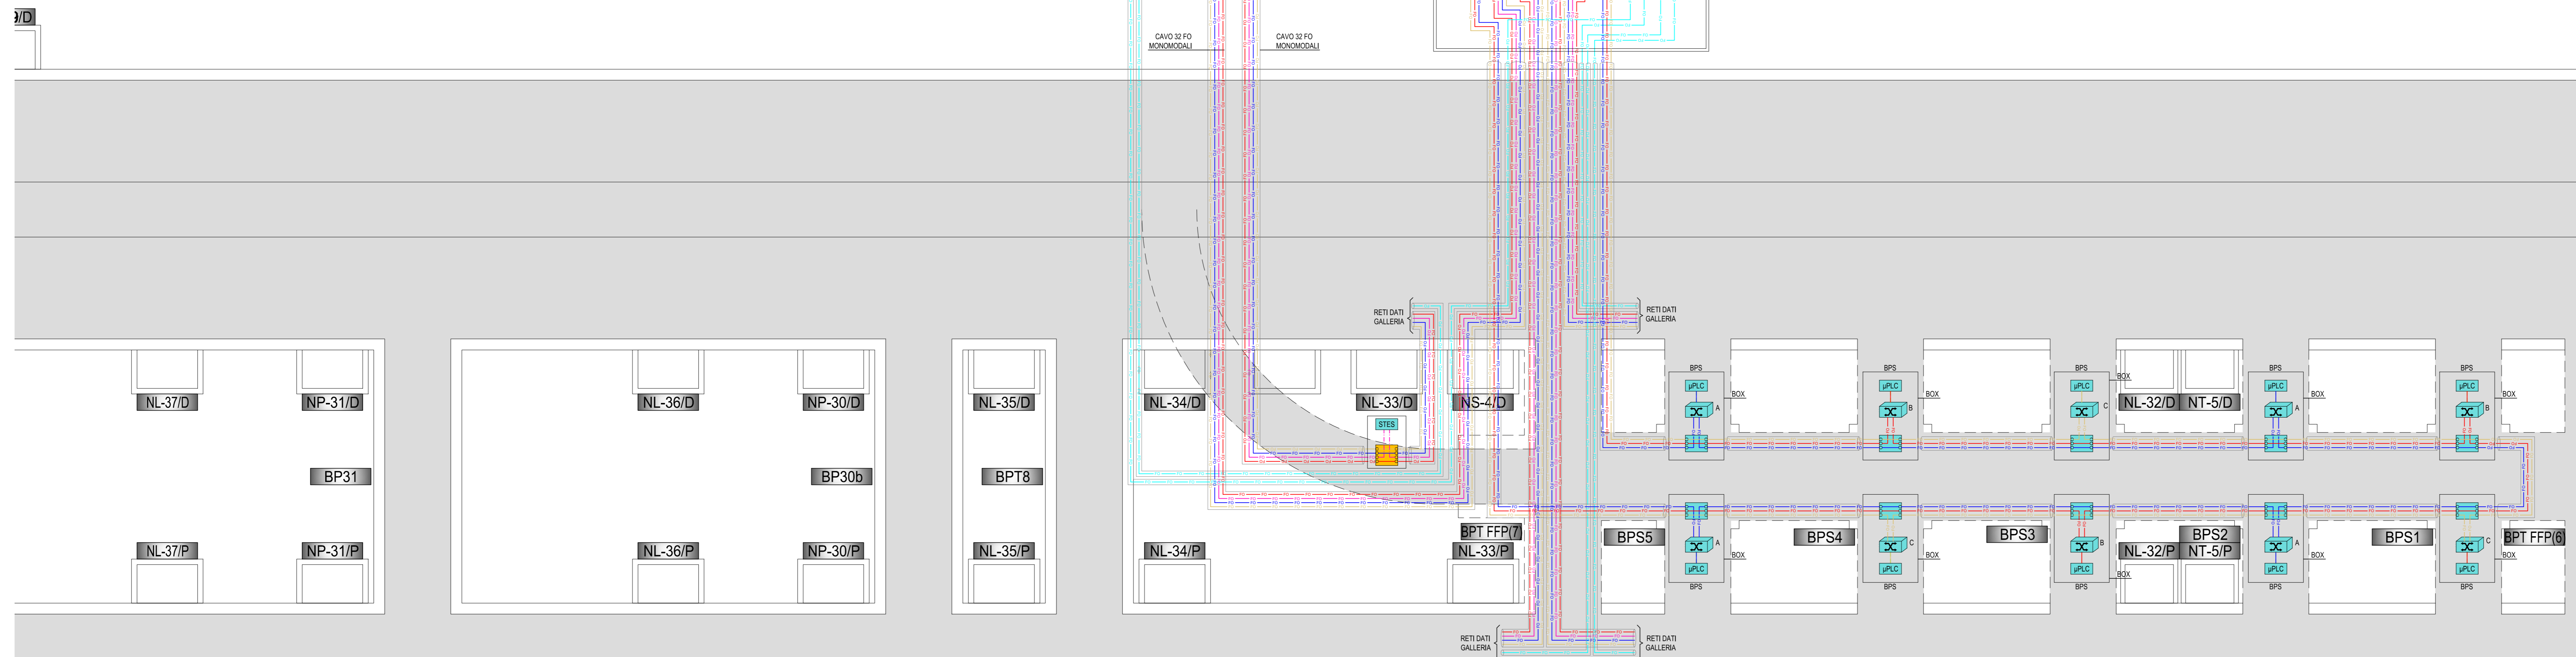 9/D
CAVO 32 FO
MONOMODALI
CAVO 32 FO
MONOMODALI
RETI DATI
GALLERIA
RETI DATI
GALLERIA
NL-37/D
NP-31/D
NL-36/D
NP-30/D
NL-35/D
NL-34/D
NL-33/D
NS-4/D
STES
BPS
µPLC
A
BOX
BPS
µPLC
B
BOX
BPS
µPLC
C
BOX
NL-32/D
NT-5/D
BPS
µPLC
A
BOX
BPS
µPLC
B
BOX
BP31
BP30b
BPT8
FO
BPT FFP(7)
BPS5
BPS4
BPS3
BPS2
BPS1
BPT FFP(6)
NL-37/P
NP-31/P
NL-36/P
NP-30/P
NL-35/P
NL-34/P
NL-33/P
A
BOX
µPLC
BPS
C
BOX
µPLC
BPS
B
BOX
µPLC
BPS
NL-32/P
NT-5/P
A
BOX
µPLC
BPS
C
BOX
µPLC
BPS
RETI DATI
GALLERIA
RETI DATI
GALLERIA